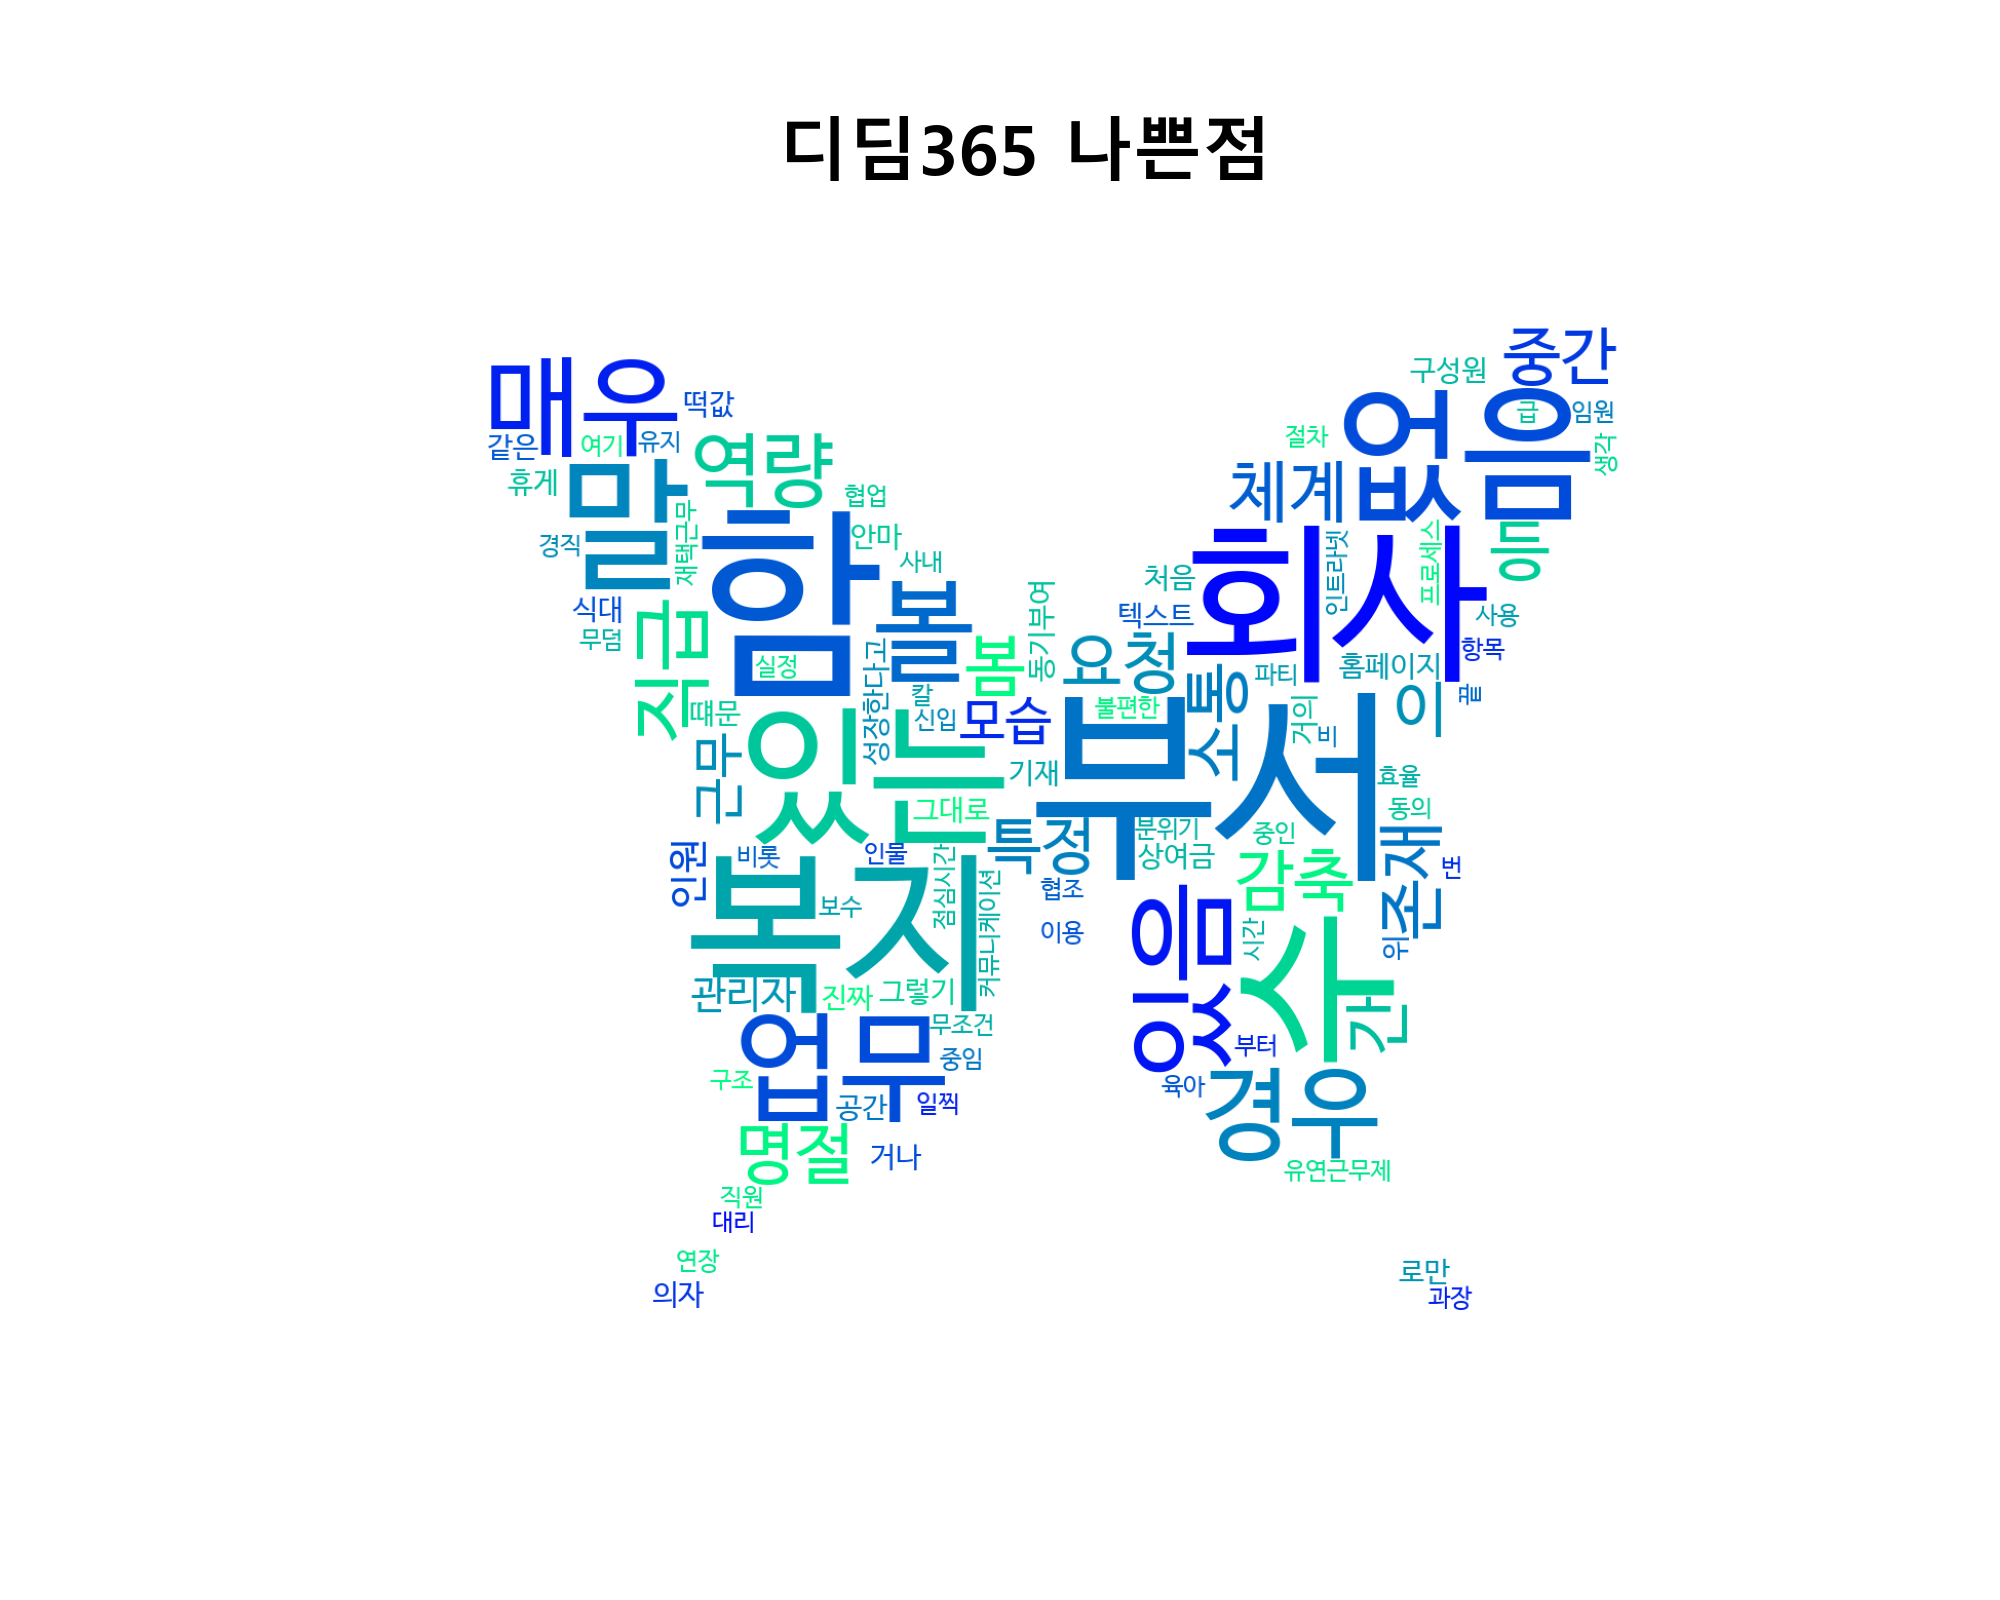 디딤365 나쁜점
중간
매우
구성원
떡값
없음
급
임원
같은
여기
유지
역량
절차
생각
휴게
말
협업
체계
경직
재택근무
함
안마
사내
회사
인트라넷
프로세스
등
식대
무덤
직급
볼
동기부여
처음
텍스트
사용
항목
실정
성장한다고
봄
요청
소통
파티
홈페이지
이
끝
떄문
칼
신입
모습
불편한
거의
비
근무
있는
기재
부서
효율
동의
그대로
특정
분위기
상여금
중인
존재
인원
비롯
인물
점심시간
감축
번
복지
보수
커뮤니케이션
협조
이용
있음
시간
수
위
관리자
진짜
그렇기
개
업무
무조건
중임
부터
구조
공간
일찍
육아
경우
명절
거나
유연근무제
직원
대리
연장
의자
로만
과장